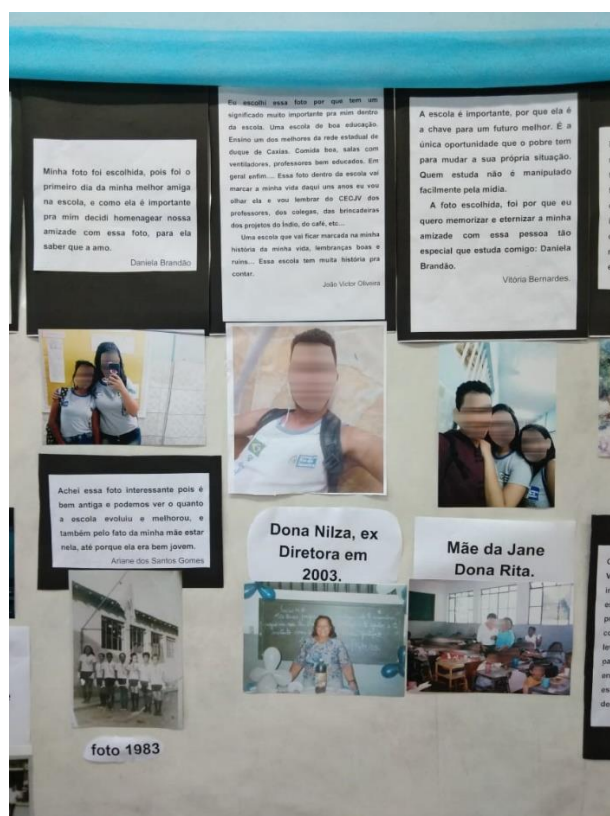 Minha foto foi escolhida, pois foi o
primeiro dia da minha melhor amiga
na escola, e como ela é importante
pra mim decidi homenagear nossa
amizade com essa foto, para ela
saber que a amo.
Daniela Brandão
Eu escolhi essa foto por que tem um
significado muito importante pra mim dentro
da escola. Uma escola de boa educação.
Ensino um dos melhores da rede estadual de
duque de Caxias. Comida boa, salas com
ventiladores, professores bem educados. Em
geral enfim.... Essa foto dentro da escola vai
marcar a minha vida daqui uns anos eu vou
olhar ela e vou lembrar do CEGJV dos
professores, dos colegas, das brincadeiras
dos projetos do Índio, do café, etc...
Uma escola que vai ficar marcada na minha
história da minha vida, lembranças boas e
ruins... Essa escola tem muita história pra
contar.
João Victor Oliveira
A escola é importante, por que ela é
a chave para um futuro melhor. É a
única oportunidade que o pobre tem
para mudar a sua própria situação.
Quem estuda não é manipulado
facilmente pela mídia.
A foto escolhida, foi por que eu
quero memorizar e eternizar a minha
amizade com essa pessoa tão
especial que estuda comigo: Daniela
Brandão.
Vitória Bernardes.
Achei essa foto interessante pois é
bem antiga e podemos ver o quanto
a escola evoluiu e melhorou, e
também pelo fato da minha mãe estar
nela, até porque ela era bem jovem.
Ariane dos Santos Gomes
Dona Nilza, ex
Diretora em
2003.
Mãe da Jane
Dona Rita.
foto 1983